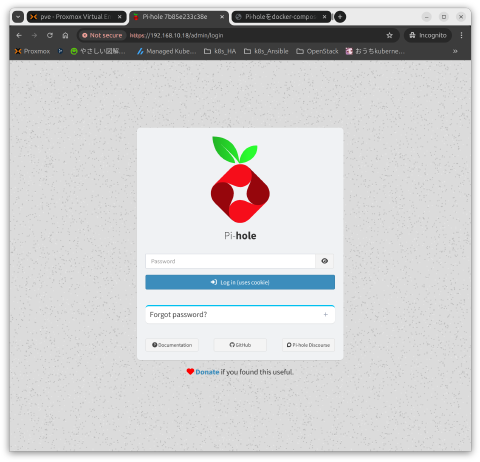 pve - Proxmox Virtual En
Pi-hole 7b85e233c38e
Pi-holeをdocker-compo
Not secure
https://192.168.10.18/admin/login
Incognito
Proxmox
やさしい図解...
Managed Kube...
k8s_HA
k8s_Ansible
OpenStack
おうちkuberne...
Pi-hole
Password
Log in (uses cookie)
Forgot password?
Documentation
GitHub
Pi-hole Discourse
Donate if you found this useful.